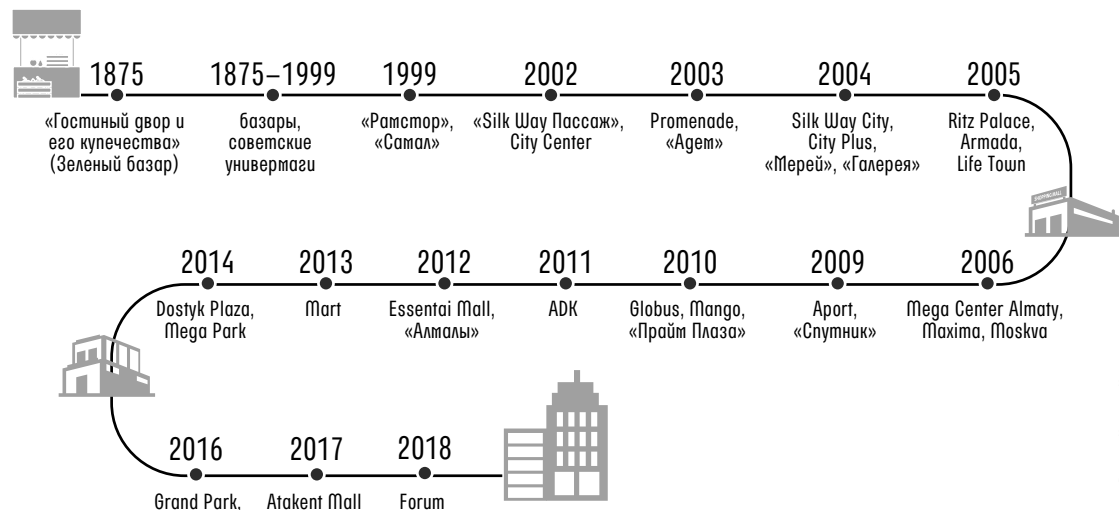 1875
1875–1999
1999
2002
2003
2004
2005
«Гостиный двор и
его купечества»
(Зеленый базар)
базары,
советские
универмаги
«Рамстор»,
«Самал»
«Silk Way Пассаж»,
City Center
Promenade,
«Адем»
Silk Way City,
City Plus,
«Мерей», «Галерея»
Ritz Palace,
Armada,
Life Town
SHOPPING MALL
2014
2013
2012
2011
2010
2009
2006
Dostyk Plaza,
Mega Park
Mart
Essentai Mall,
«Алмалы»
ADK
Globus, Mango,
«Прайм Плаза»
Aport,
«Спутник»
Mega Center Almaty,
Maxima, Moskva
2016
2017
2018
Grand Park,
Atakent Mall
Forum